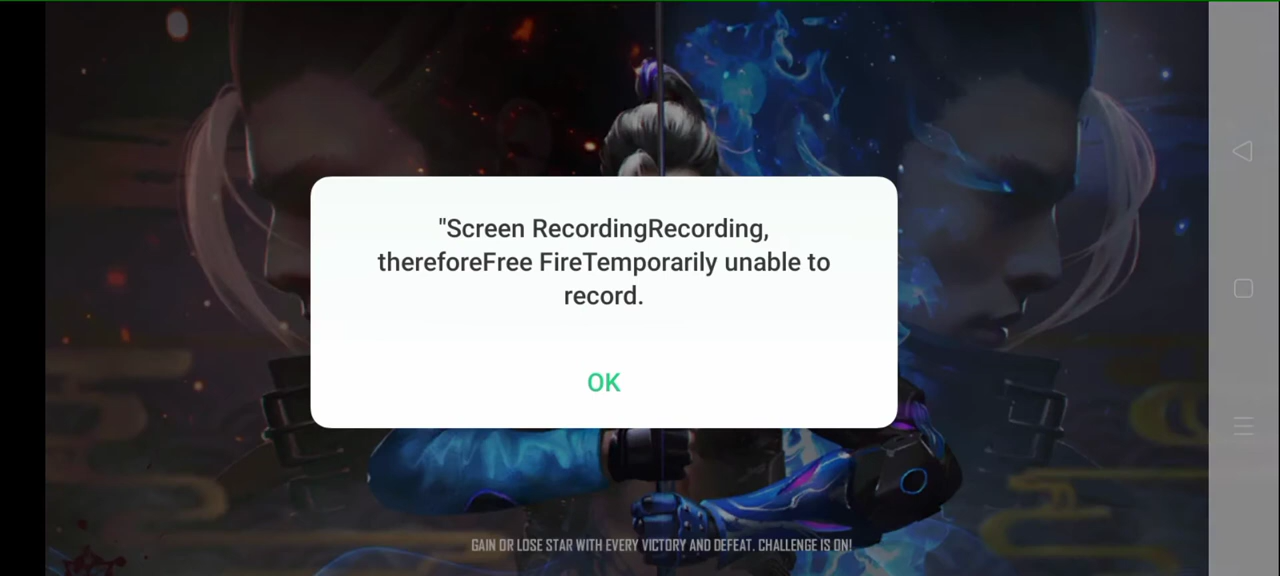 "Screen RecordingRecording,
thereforeFree FireTemporarily unable to
record.
OK
GAIN OR LOSE STAR WITH EVERY VICTORY AND DEFEAT. CHALLENGE IS ON!